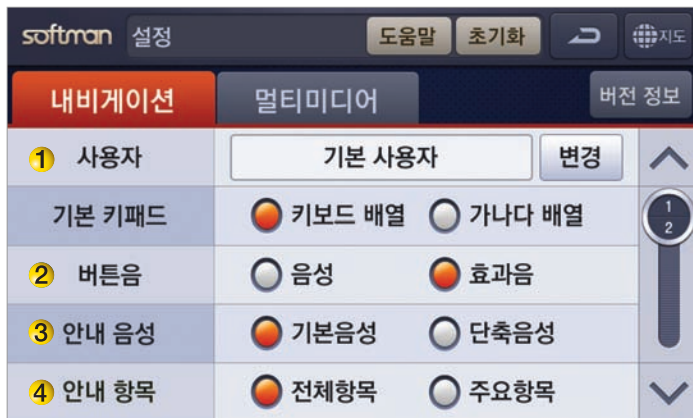 softman 설정 도움말 초기화 지도
내비게이션 멀티미디어 버전 정보
1 사용자 기본 사용자 변경
기본 키패드 키보드 배열 가나다 배열 1 2
2 버튼음 음성 효과음
3 안내 음성 기본음성 단축음성
4 안내 항목 전체항목 주요항목